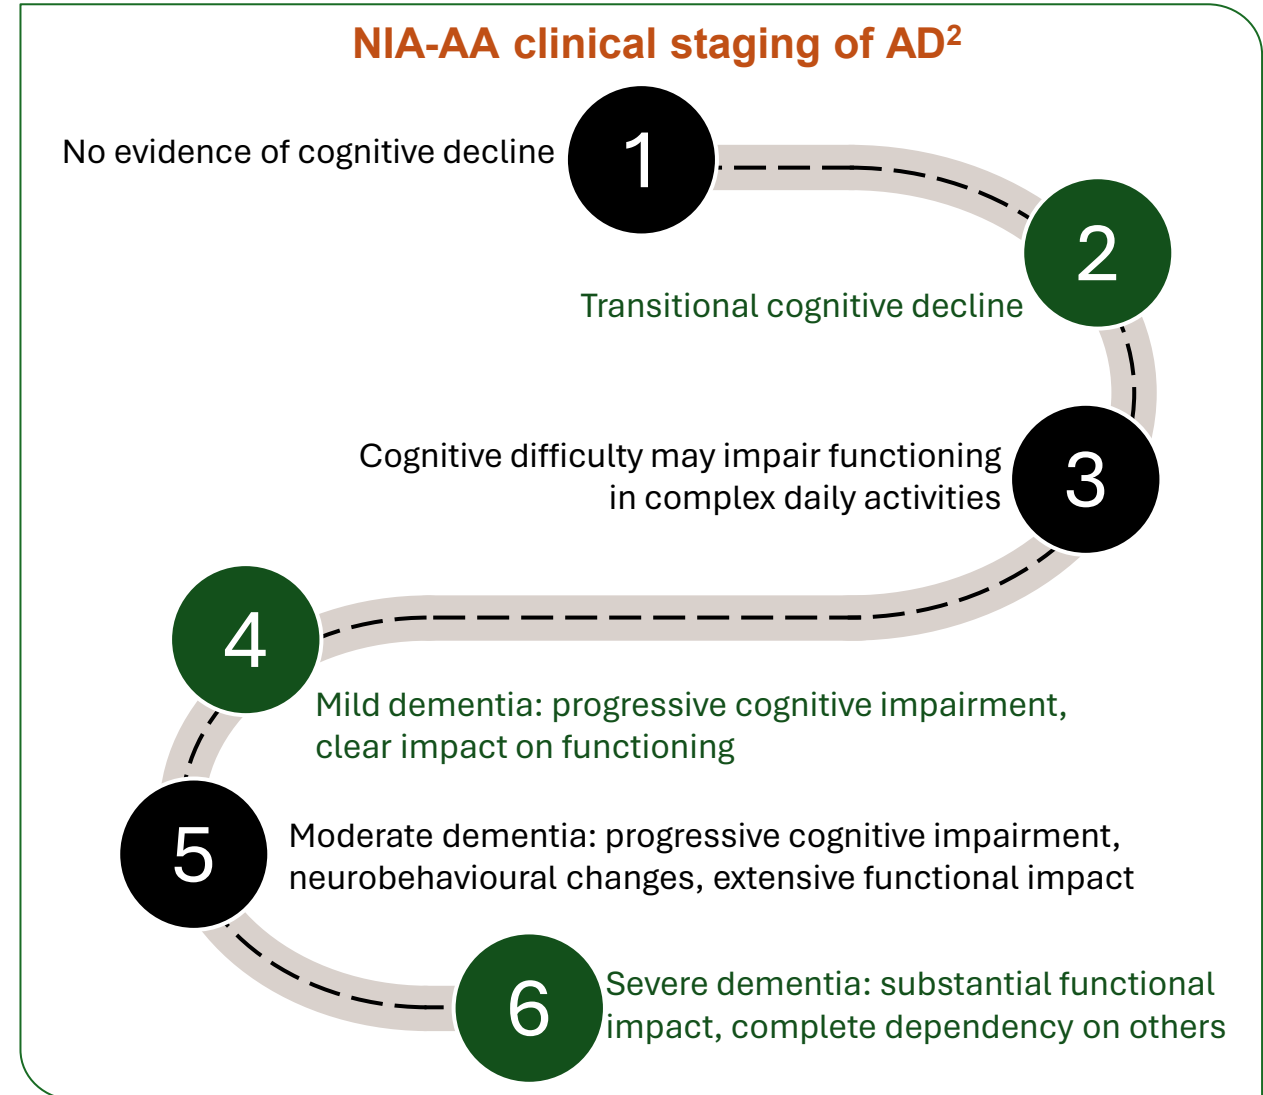 NIA-AA clinical staging of AD²
1
No evidence of cognitive decline
2
Transitional cognitive decline
3
Cognitive difficulty may impair functioning
in complex daily activities
4
Mild dementia: progressive cognitive impairment,
clear impact on functioning
5
Moderate dementia: progressive cognitive impairment,
neurobehavioural changes, extensive functional impact
6
Severe dementia: substantial functional
impact, complete dependency on others